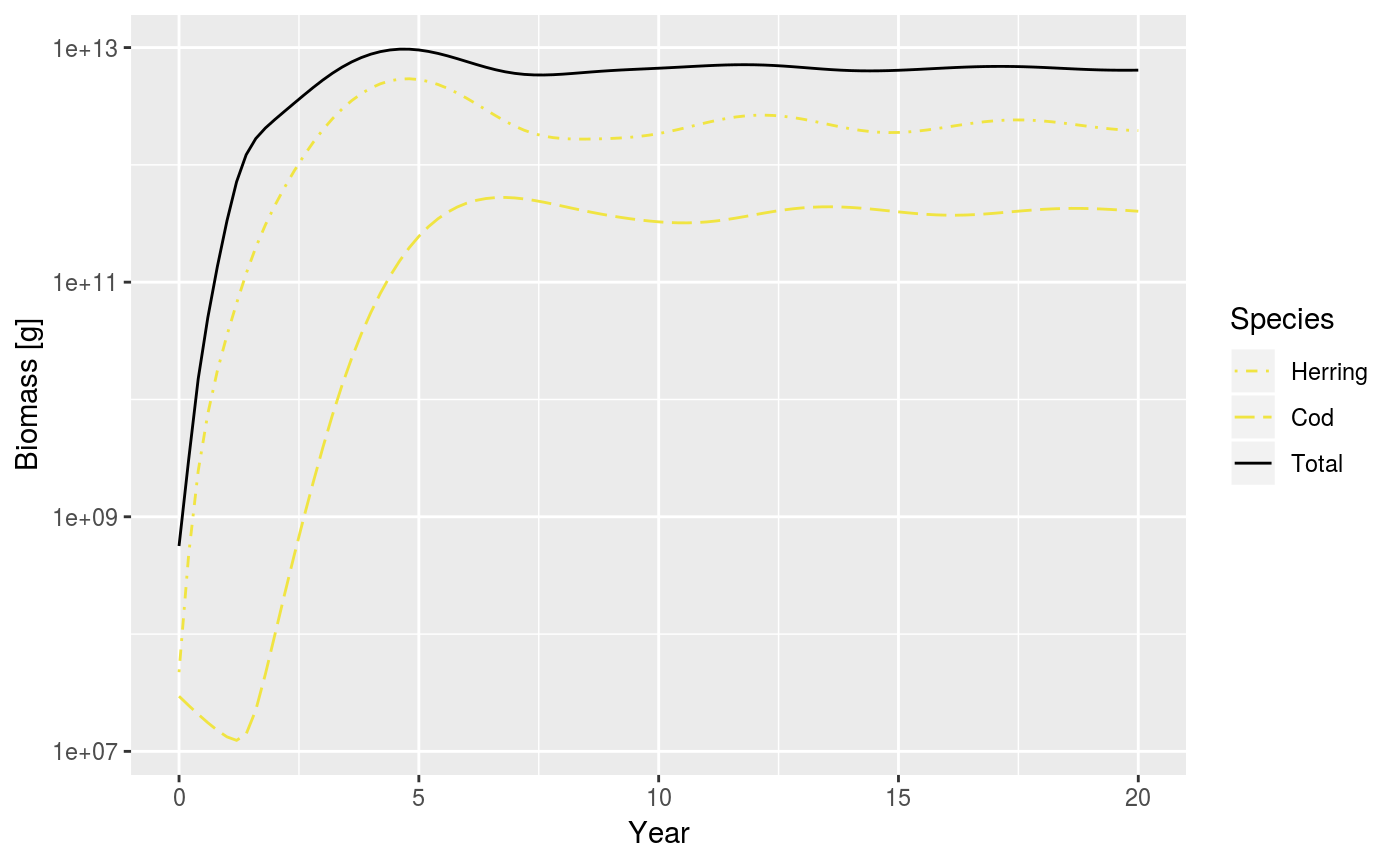 1e+13
1e+11
1e+09
1e+07
Biomass [g]
0 5 10 15 20
Year
Species
Herring
Cod
Total